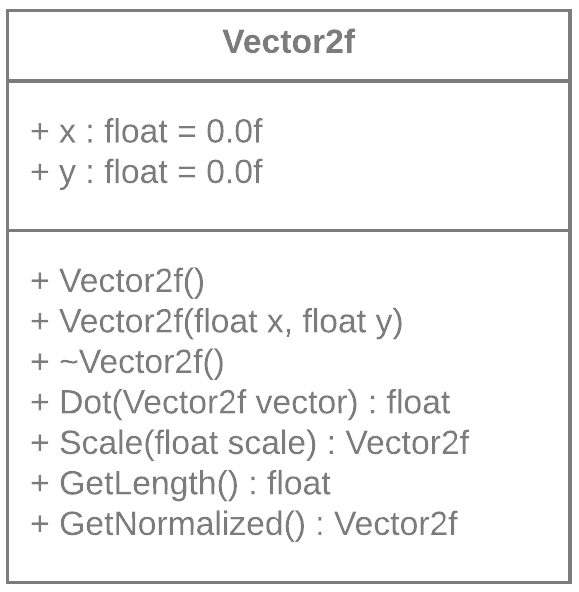 Vector2f
+ x : float = 0.0f
+ y : float = 0.0f
+ Vector2f()
+ Vector2f(float x, float y)
+ ~Vector2f()
+ Dot(Vector2f vector) : float
+ Scale(float scale) : Vector2f
+ GetLength() : float
+ GetNormalized() : Vector2f